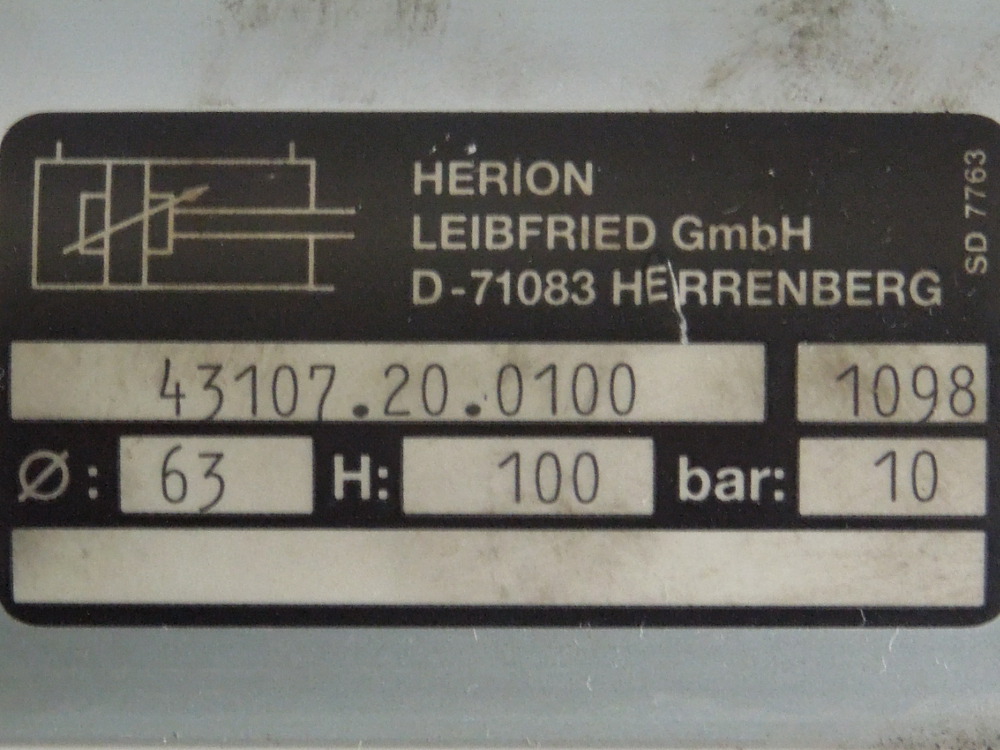 HERION
LEIBFRIED GmbH
D-71083 HERRENBERG
SD 7763
43107.20.0100 1098
Ø: 63 H: 100 bar: 10